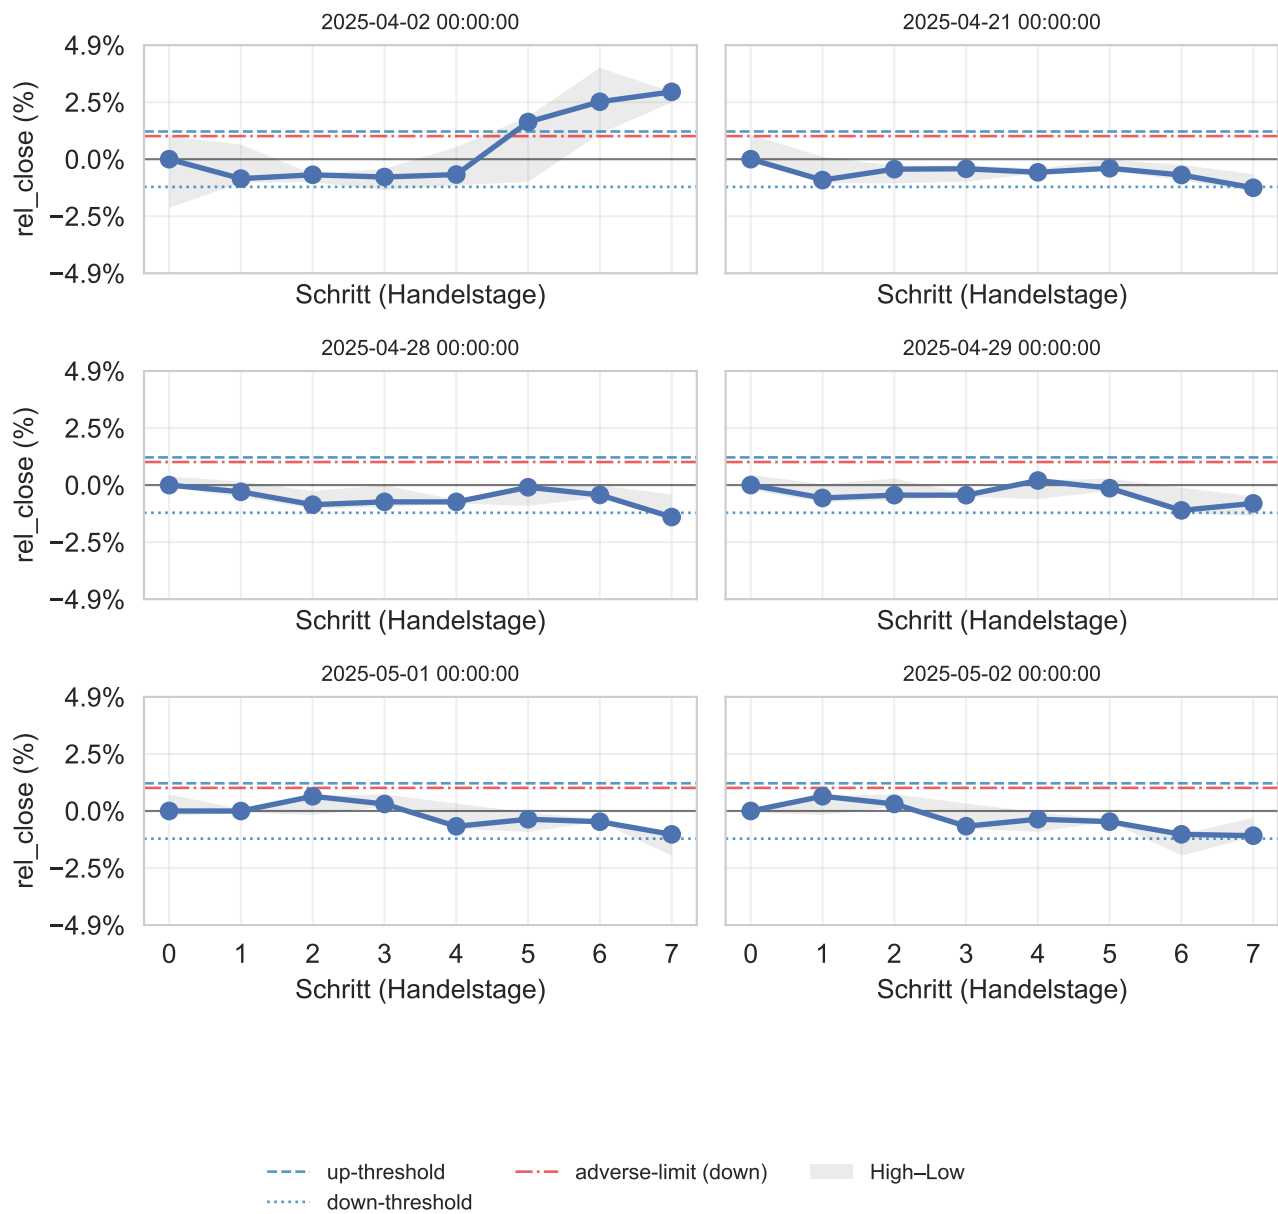 2025-04-02 00:00:00
2025-04-21 00:00:00
4.9%
2.5%
0.0%
−2.5%
−4.9%
rel_close (%)
Schritt (Handelstage)
Schritt (Handelstage)
2025-04-28 00:00:00
2025-04-29 00:00:00
4.9%
2.5%
0.0%
−2.5%
−4.9%
rel_close (%)
Schritt (Handelstage)
Schritt (Handelstage)
2025-05-01 00:00:00
2025-05-02 00:00:00
4.9%
2.5%
0.0%
−2.5%
−4.9%
rel_close (%)
0 1 2 3 4 5 6 7
0 1 2 3 4 5 6 7
Schritt (Handelstage)
Schritt (Handelstage)
up-threshold
down-threshold
adverse-limit (down)
High–Low